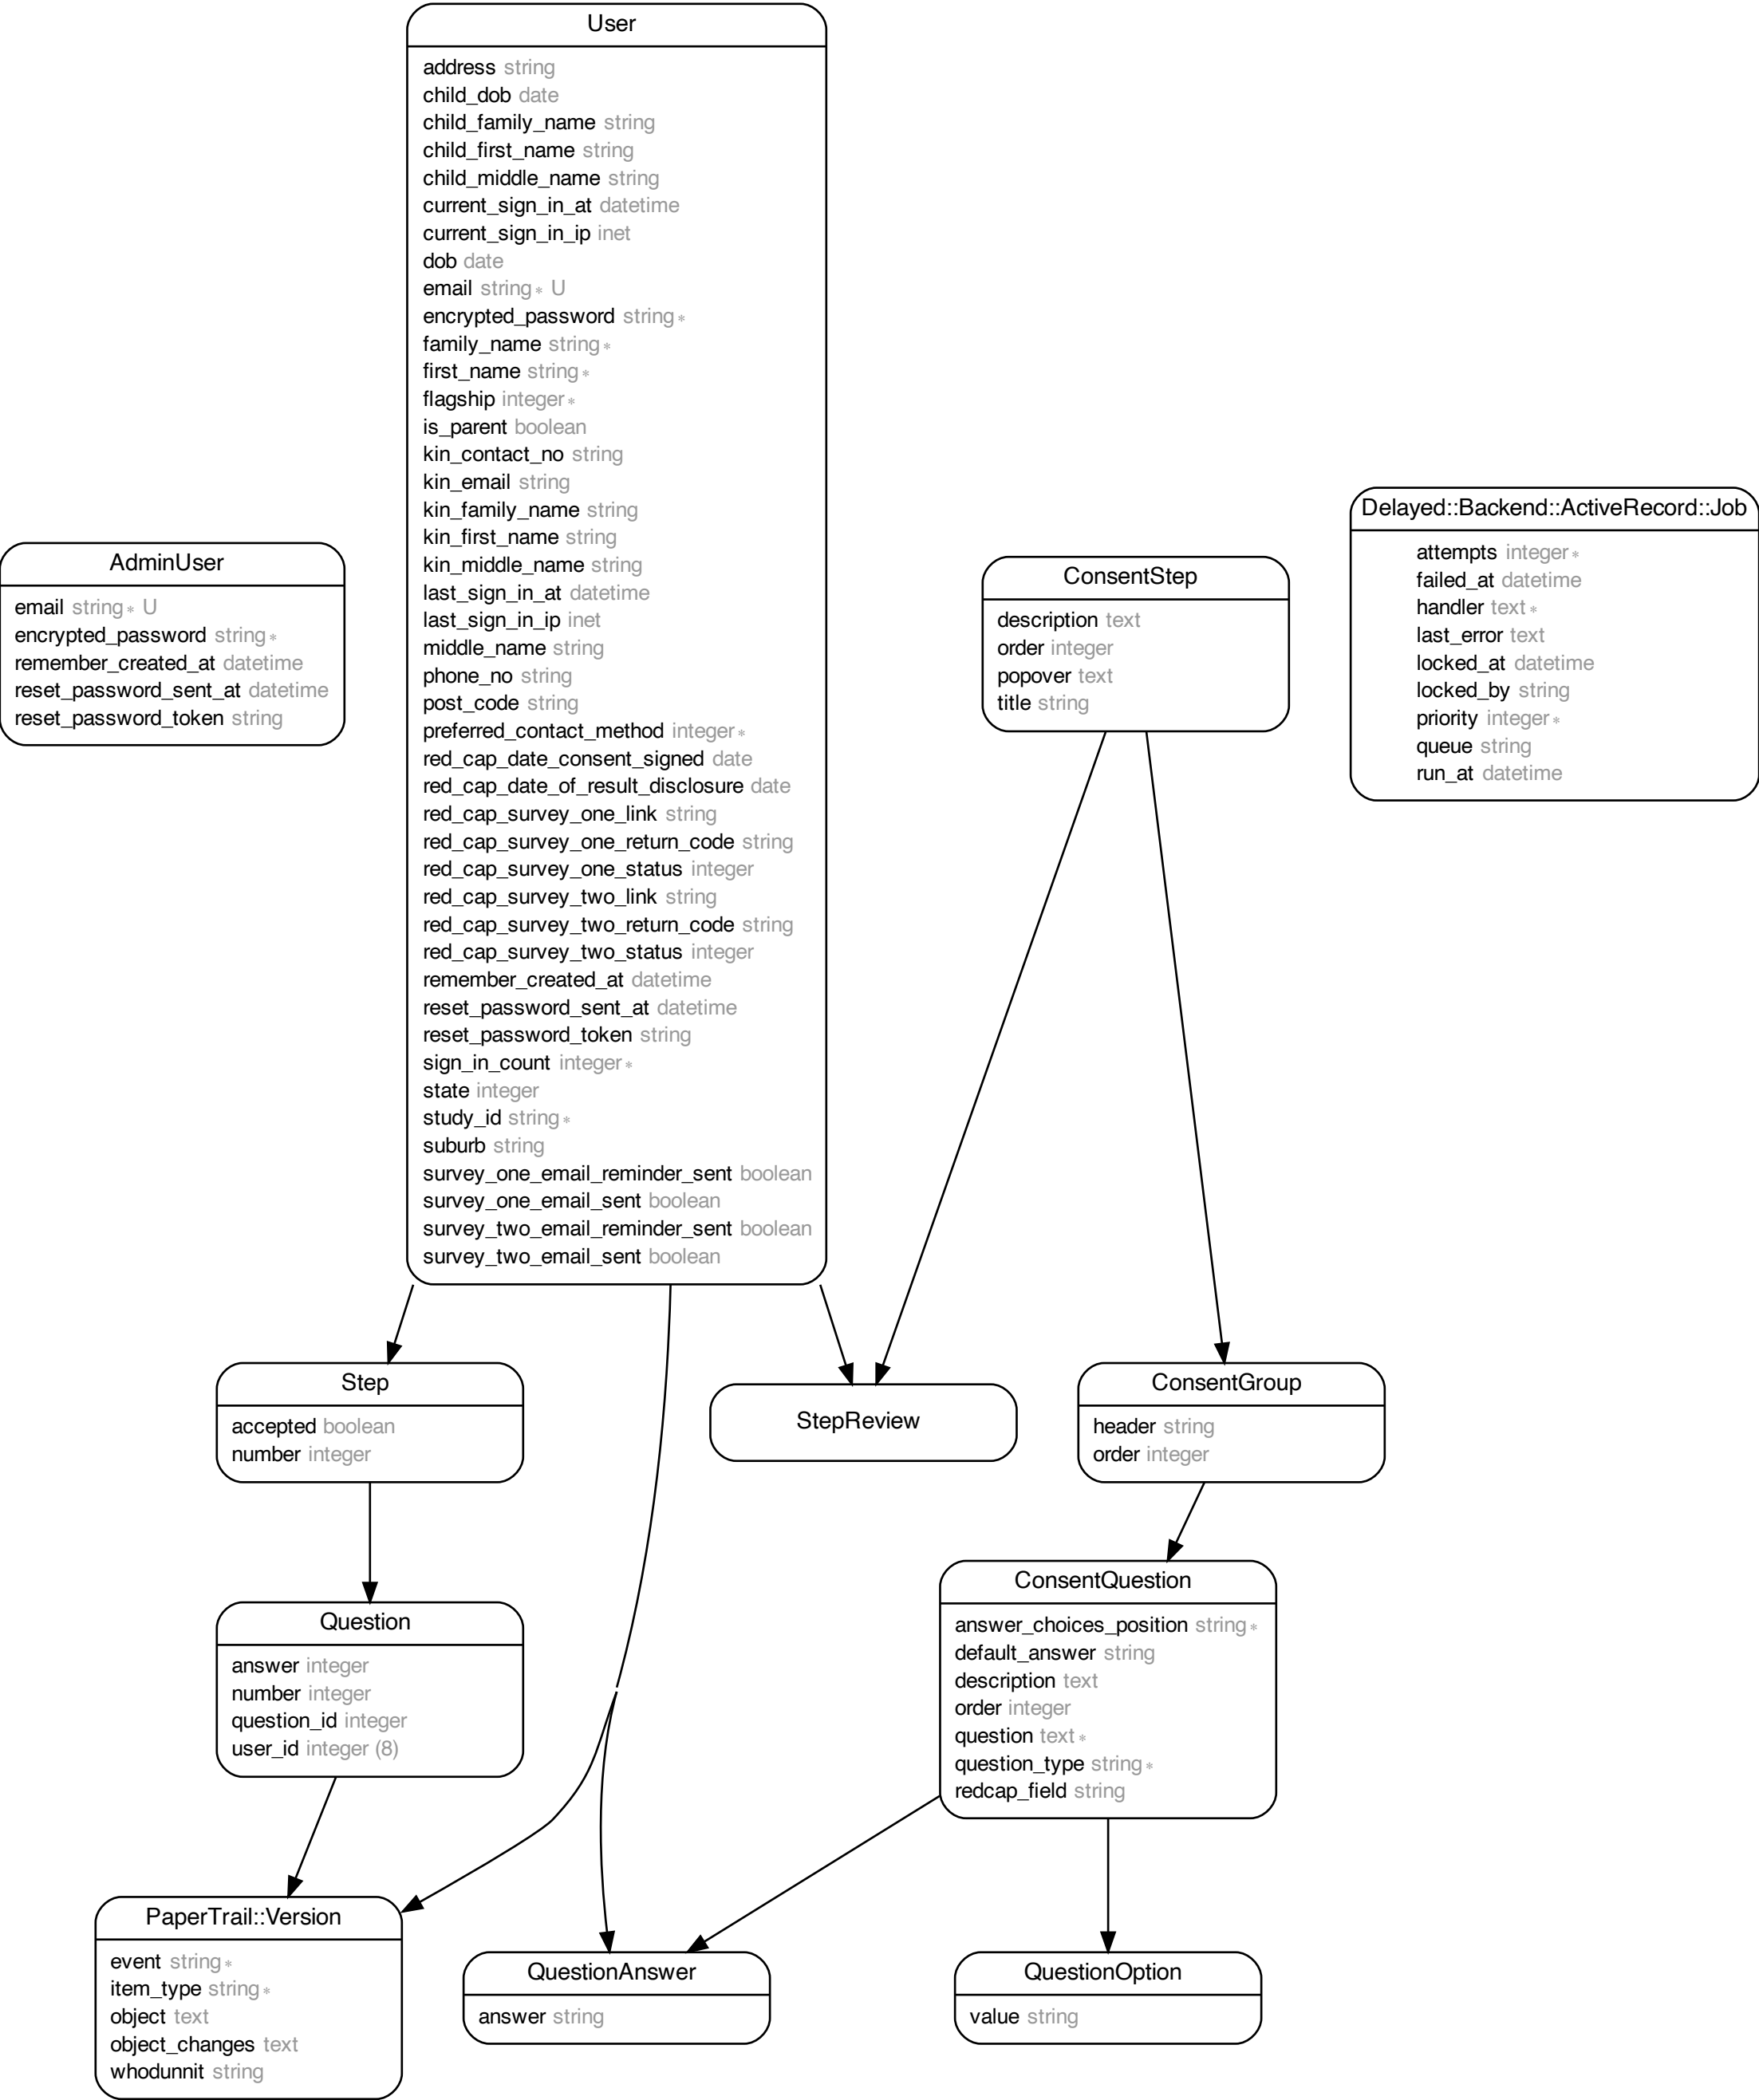 User
address string
child_dob date
child_family_name string
child_first_name string
child_middle_name string
current_sign_in_at datetime
current_sign_in_ip inet
dob date
email string* U
encrypted_password string*
family_name string*
first_name string*
flagship integer*
is_parent boolean
kin_contact_no string
kin_email string
kin_family_name string
kin_first_name string
kin_middle_name string
last_sign_in_at datetime
last_sign_in_ip inet
middle_name string
phone_no string
post_code string
preferred_contact_method integer*
red_cap_date_consent_signed date
red_cap_date_of_result_disclosure date
red_cap_survey_one_link string
red_cap_survey_one_return_code string
red_cap_survey_one_status integer
red_cap_survey_two_link string
red_cap_survey_two_return_code string
red_cap_survey_two_status integer
remember_created_at datetime
reset_password_sent_at datetime
reset_password_token string
sign_in_count integer*
state integer
study_id string*
suburb string
survey_one_email_reminder_sent boolean
survey_one_email_sent boolean
survey_two_email_reminder_sent boolean
survey_two_email_sent boolean
AdminUser
email string* U
encrypted_password string*
remember_created_at datetime
reset_password_sent_at datetime
reset_password_token string
ConsentStep
description text
order integer
popover text
title string
Delayed::Backend::ActiveRecord::Job
attempts integer*
failed_at datetime
handler text*
last_error text
locked_at datetime
locked_by string
priority integer*
queue string
run_at datetime
Step
accepted boolean
number integer
StepReview
ConsentGroup
header string
order integer
Question
answer integer
number integer
question_id integer
user_id integer (8)
ConsentQuestion
answer_choices_position string*
default_answer string
description text
order integer
question text*
question_type string*
redcap_field string
PaperTrail::Version
event string*
item_type string*
object text
object_changes text
whodunnit string
QuestionAnswer
answer string
QuestionOption
value string